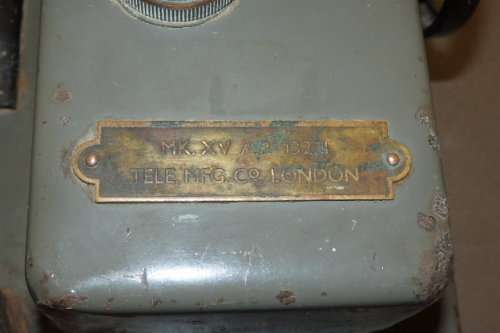 MK. XV
TELE MFG. CO. LONDON